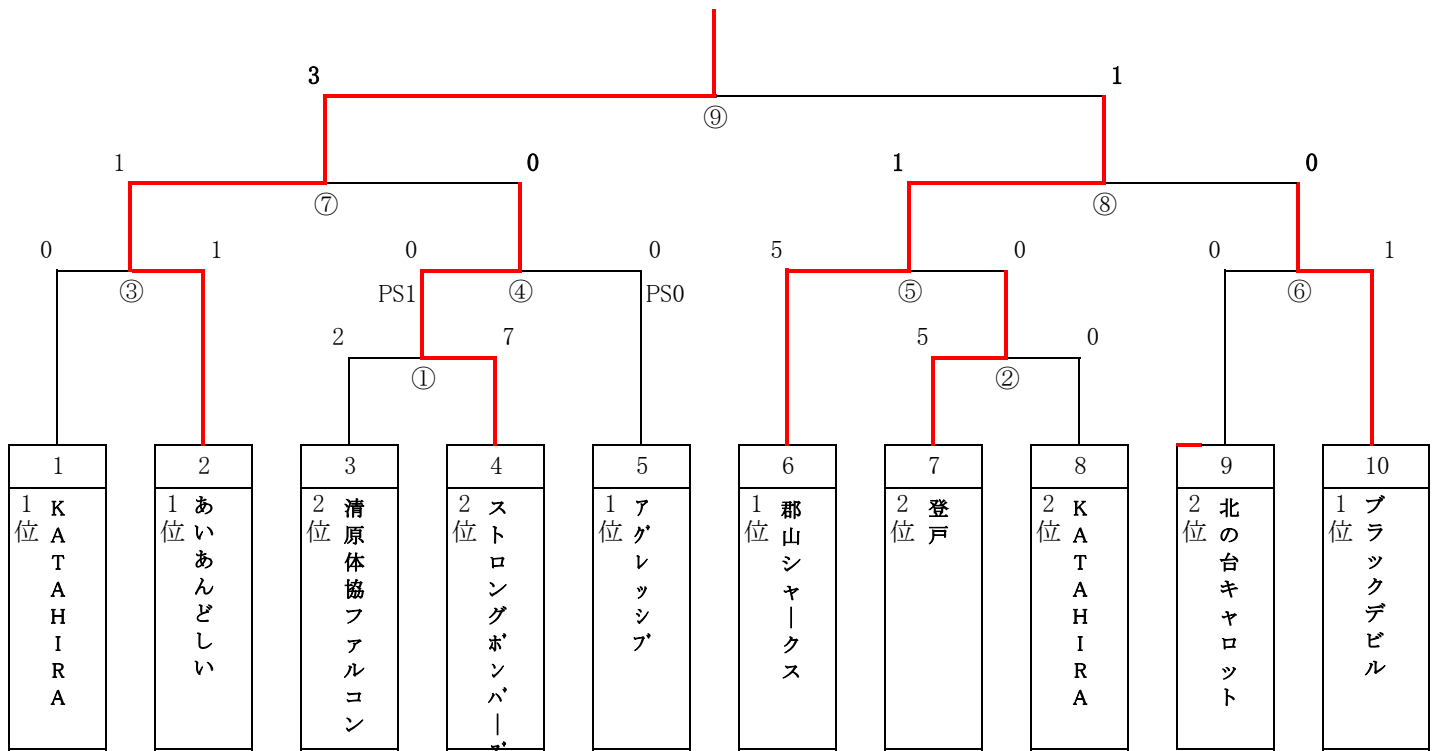 3 1
⑨
1 0 1 0
⑦ ⑧
0 1 0 0 5 0 0 1
③ PS1 ④ PS0 ⑤ ⑥
2 7 5 0
① ②
1 2 3 4 5 6 7 8 9 10
1位 KATAHIRA
1位 あいあんどしい
2位 清原体協ファルコン
2位 ストロングボンバーズ
1位 アグレッシブ
1位 郡山シャークス
2位 登戸
2位 KATAHIRA
2位 北の台キャロット
1位 ブラックデビル